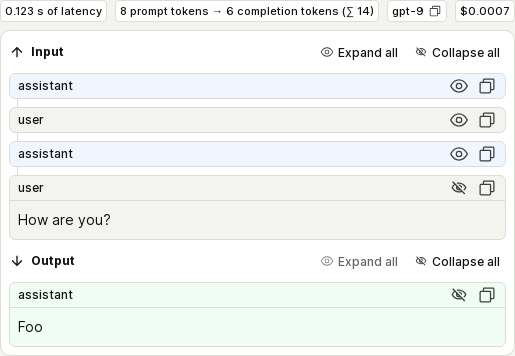 0.123 s of latency 8 prompt tokens → 6 completion tokens (∑ 14) gpt-9 $0.0007
Input Expand all Collapse all
assistant
user
assistant
user
How are you?
Output Expand all Collapse all
assistant
Foo